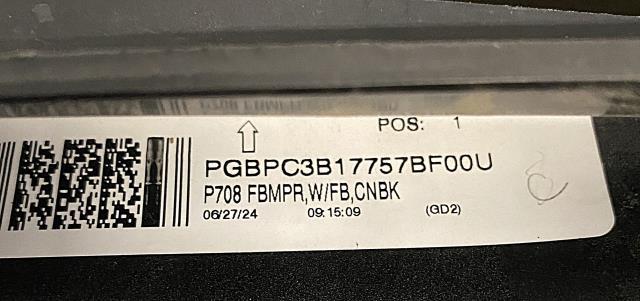 POS: 1
PGBPC3B17757BF00U
P708 FBMPR,W/FB,CNBK
06/27/24 09:15:09 (GD2)